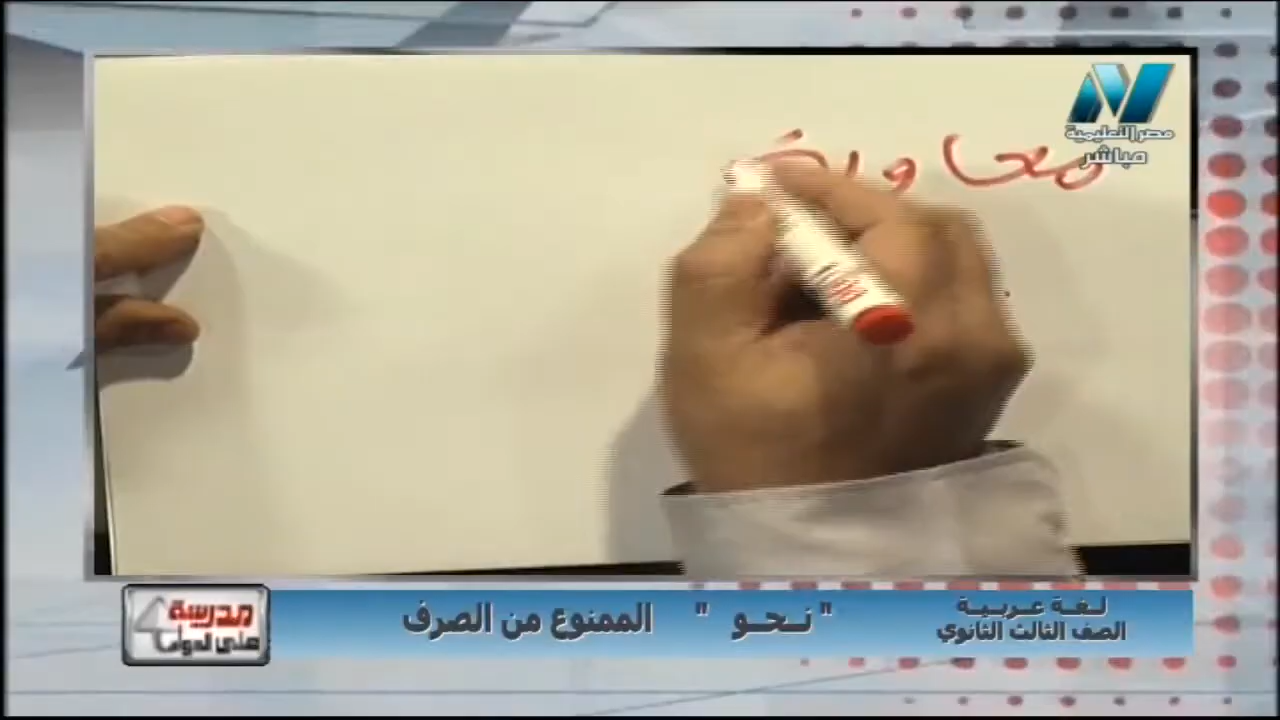 مصر التعليمية
مباشر
لغة عربية
الصف الثالث الثانوي
"نحو" الممنوع من الصرف
مدرسة
على الهواء